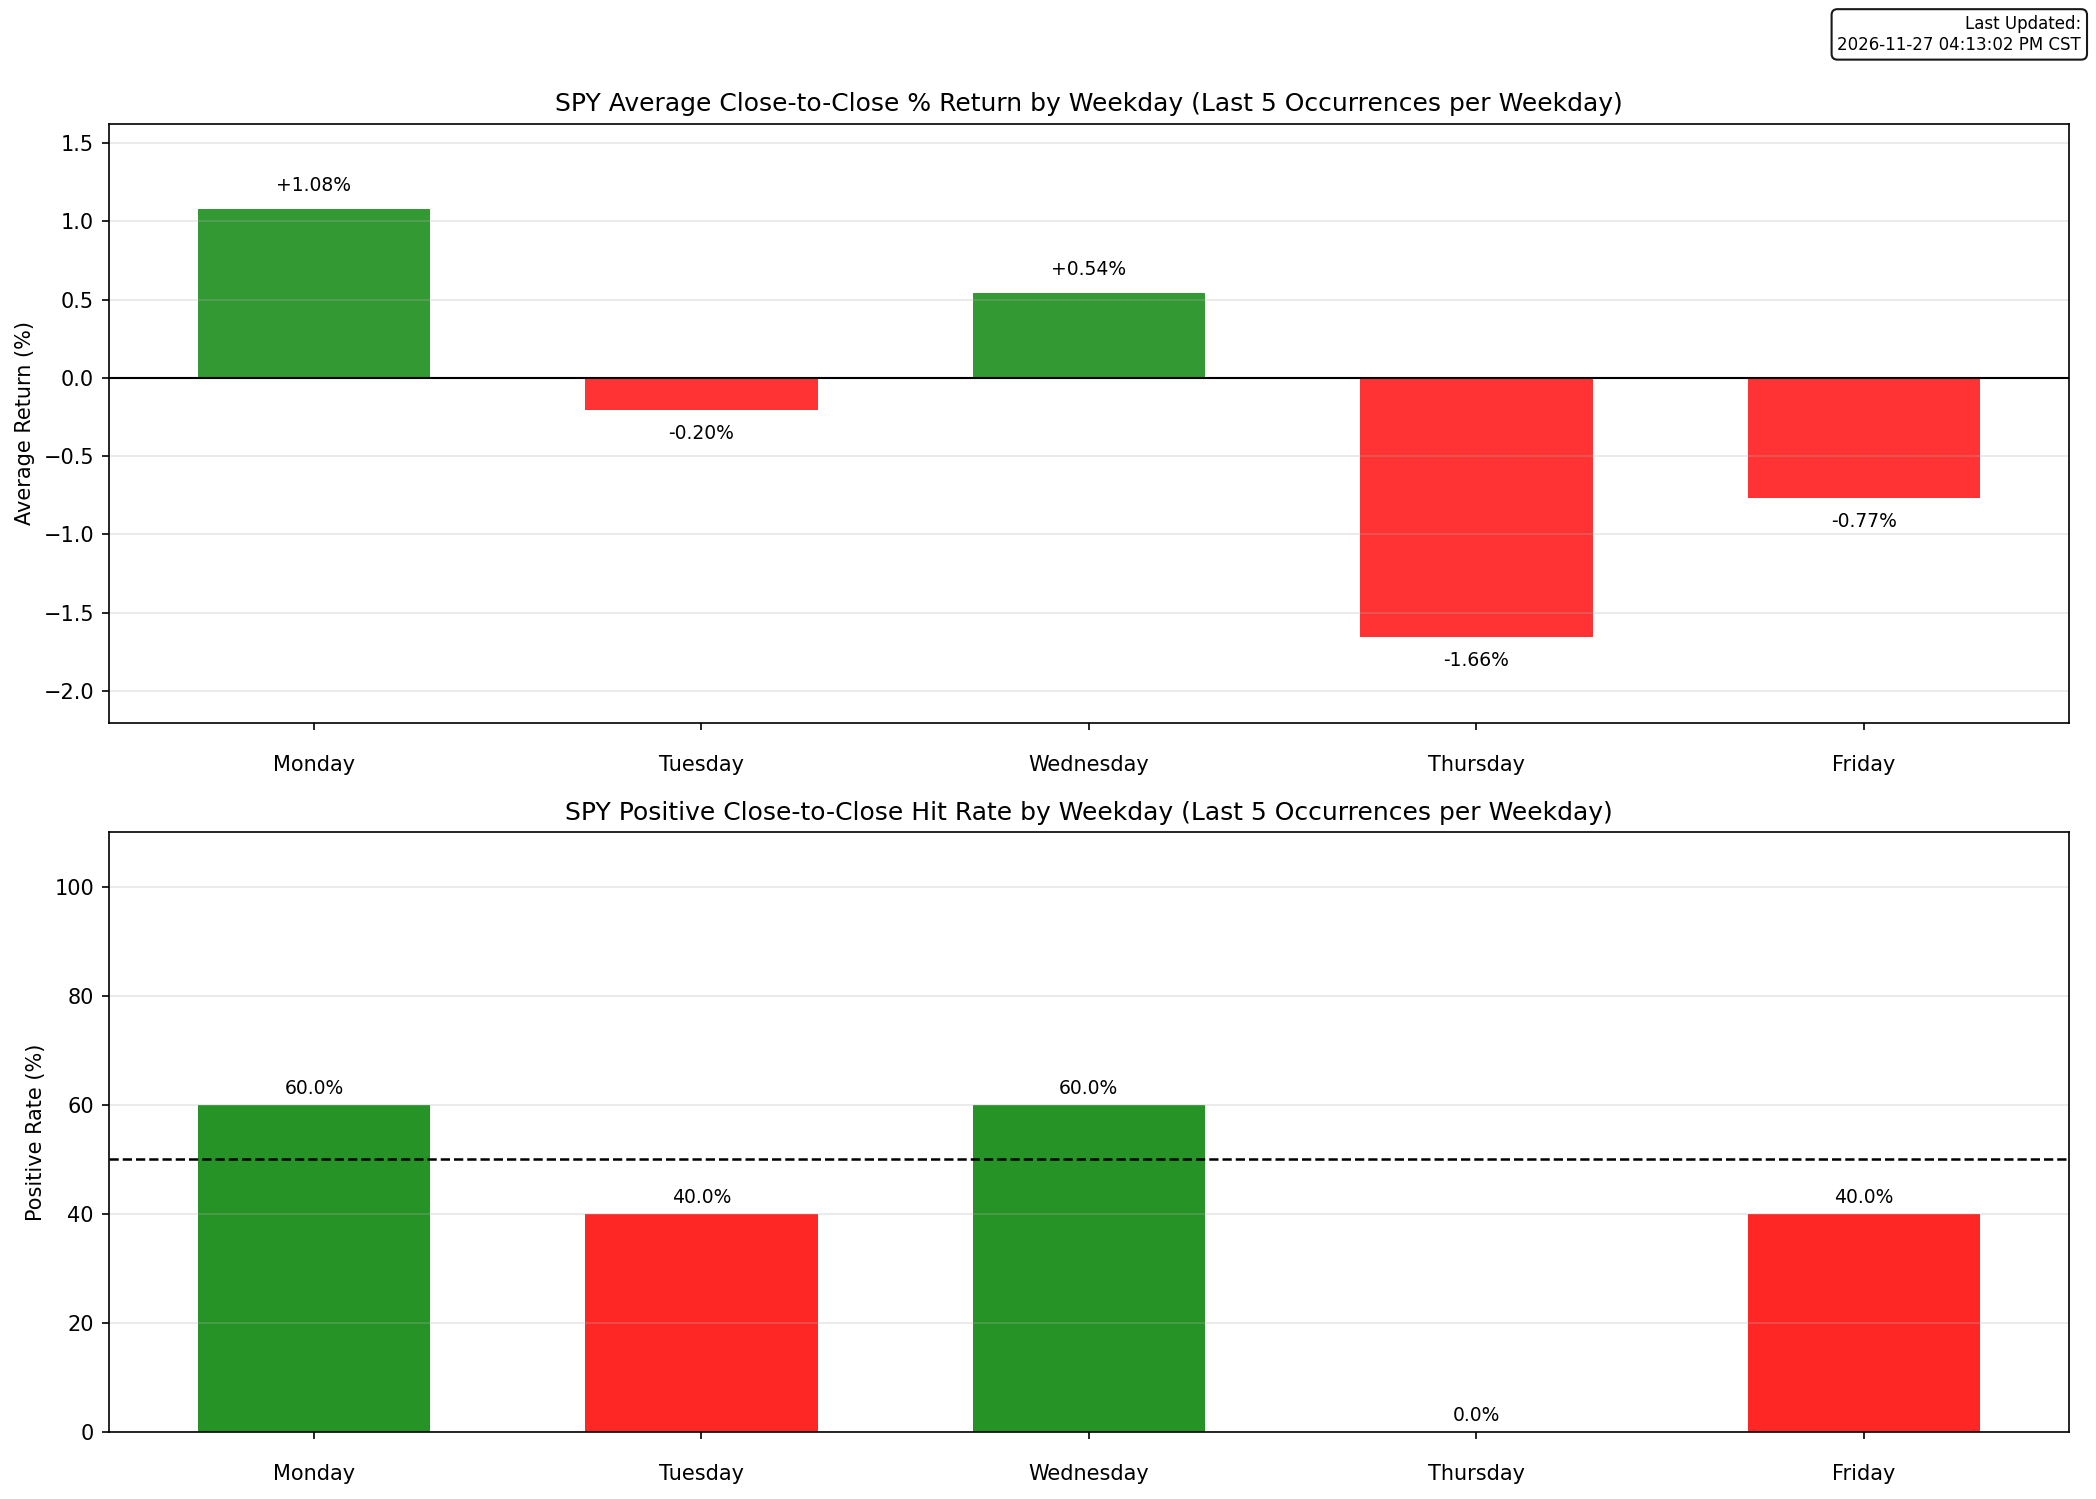 Last Updated:
2026-11-27 04:13:02 PM CST
SPY Average Close-to-Close % Return by Weekday (Last 5 Occurrences per Weekday)
Average Return (%)
1.5
1.0
0.5
0.0
−0.5
−1.0
−1.5
−2.0
+1.08%
-0.20%
+0.54%
-1.66%
-0.77%
Monday
Tuesday
Wednesday
Thursday
Friday
SPY Positive Close-to-Close Hit Rate by Weekday (Last 5 Occurrences per Weekday)
Positive Rate (%)
100
80
60
40
20
0
60.0%
40.0%
60.0%
0.0%
40.0%
Monday
Tuesday
Wednesday
Thursday
Friday